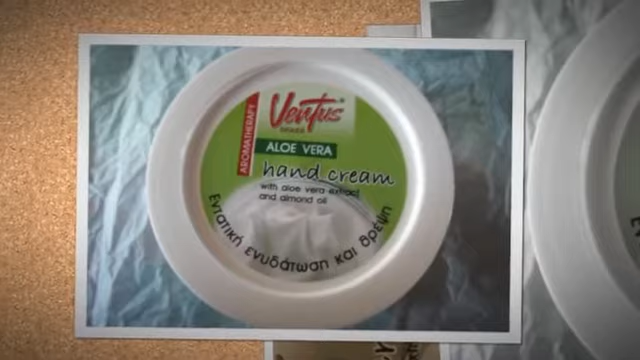 Ventus
AROMATHERAPY
ALOE VERA
hand cream
with aloe vera extract
and almond oil
Εντατική ενυδάτωση και θρέψη